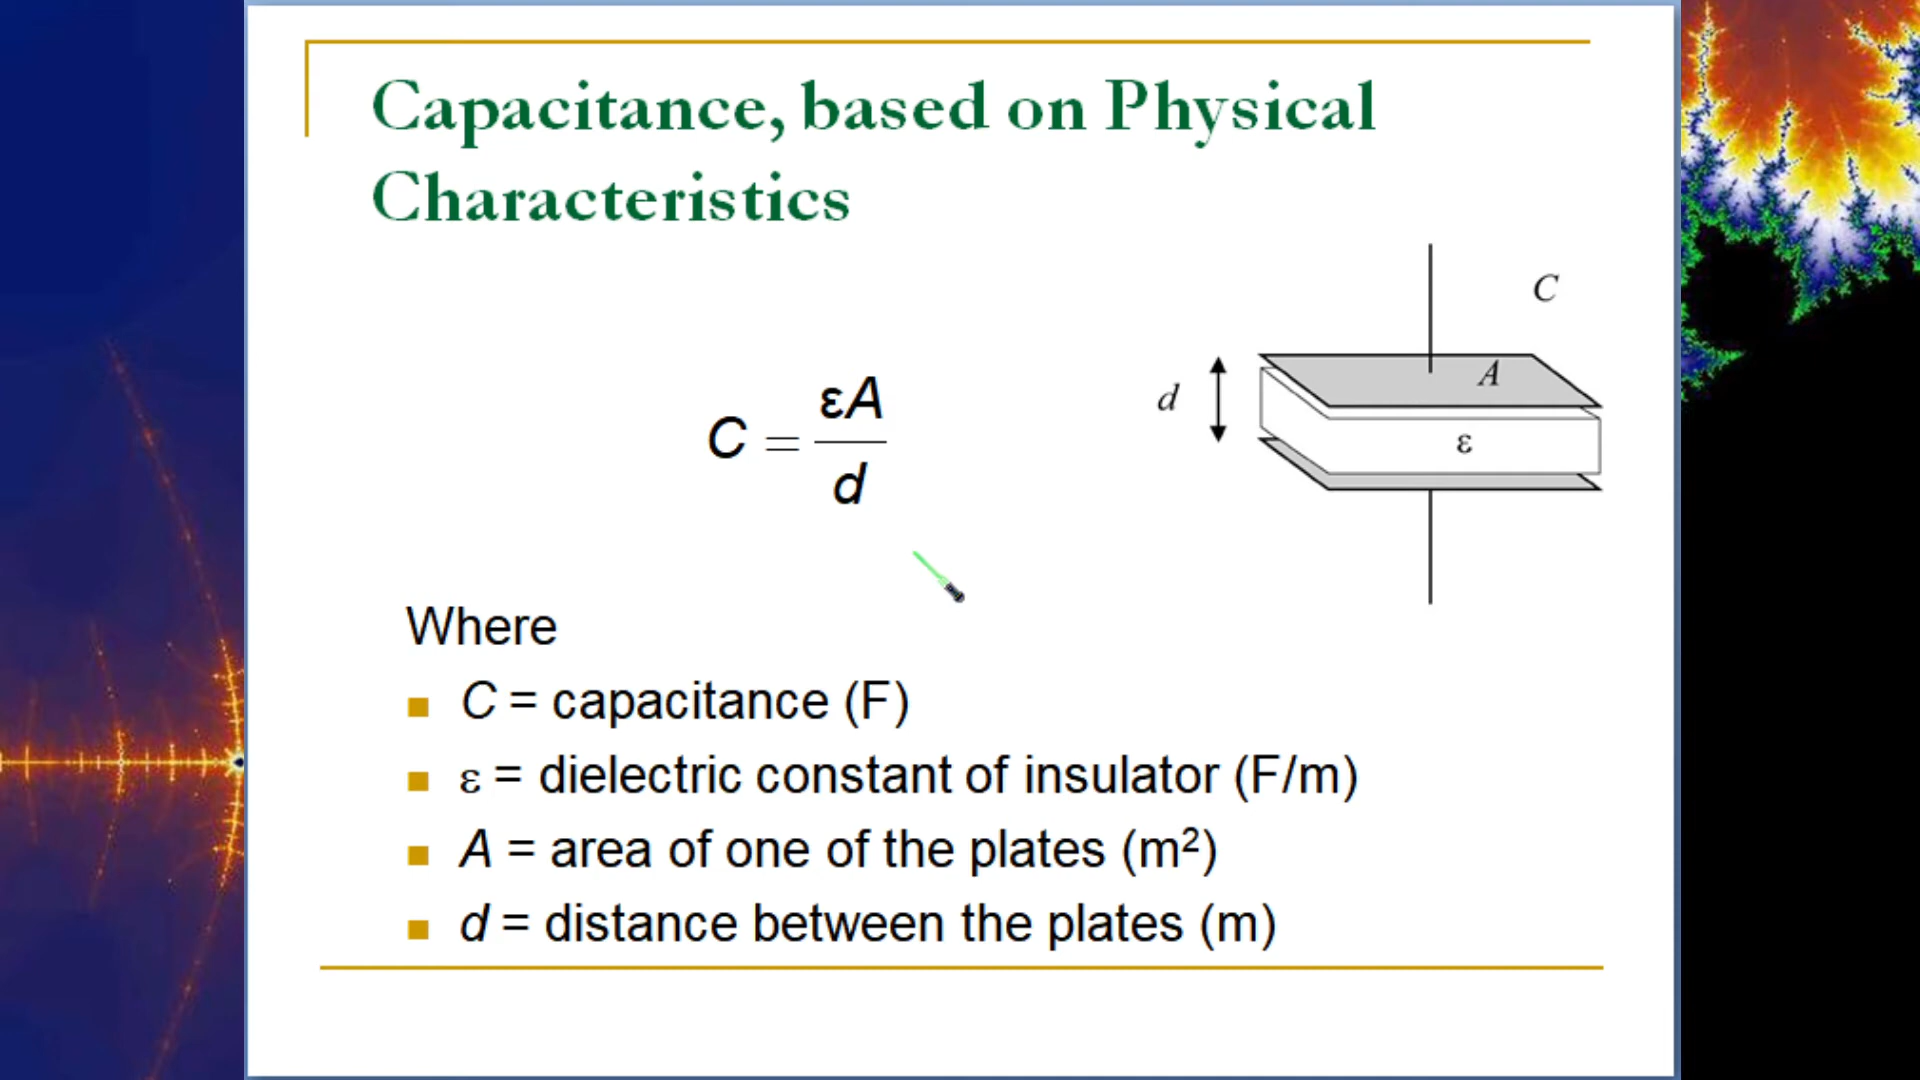 Capacitance, based on Physical
Characteristics
C = εA/d
C
A
d
ε
Where
C = capacitance (F)
ε = dielectric constant of insulator (F/m)
A = area of one of the plates (m²)
d = distance between the plates (m)